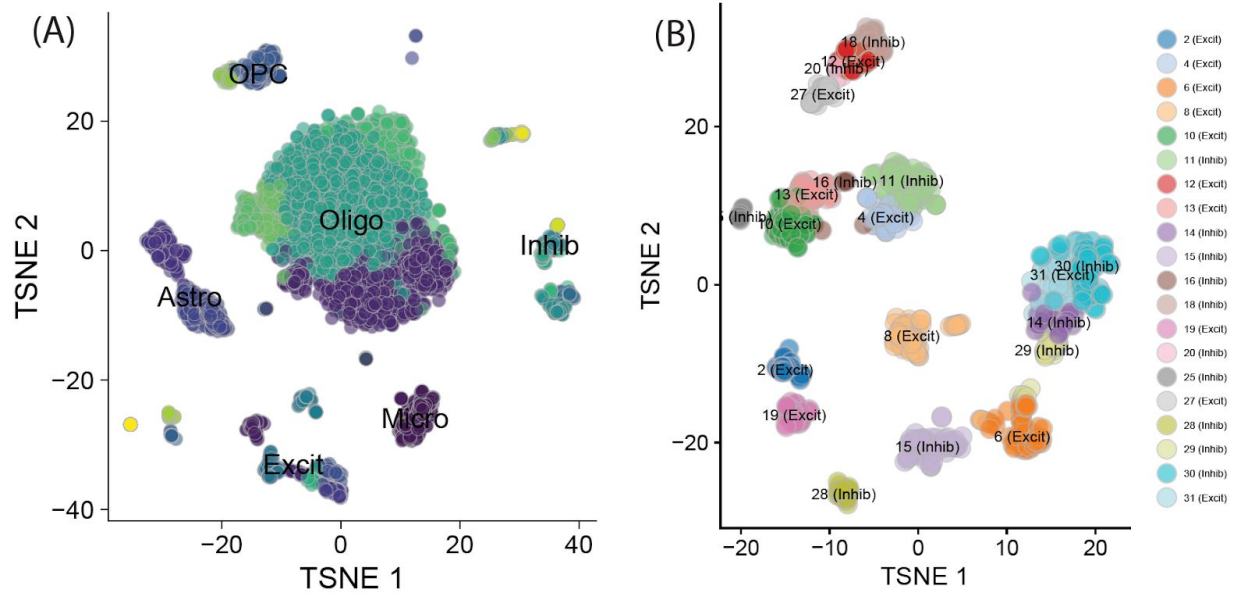 (A)
OPC
Oligo
Inhib
Astro
Micro
Excit
TSNE 2
20
0
−20
−40
−20
0
20
40
TSNE 1
(B)
18 (Inhib)
12 (Excit)
20 (Inhib)
27 (Excit)
16 (Inhib)
11 (Inhib)
13 (Excit)
4 (Excit)
5 (Inhib)
10 (Excit)
30 (Inhib)
31 (Excit)
14 (Inhib)
8 (Excit)
29 (Inhib)
2 (Excit)
19 (Excit)
6 (Excit)
15 (Inhib)
28 (Inhib)
TSNE 2
20
0
−20
−20
−10
0
10
20
TSNE 1
2 (Excit)
4 (Excit)
6 (Excit)
8 (Excit)
10 (Excit)
11 (Inhib)
12 (Excit)
13 (Excit)
14 (Inhib)
15 (Inhib)
16 (Inhib)
18 (Inhib)
19 (Excit)
20 (Inhib)
25 (Inhib)
27 (Excit)
28 (Inhib)
29 (Inhib)
30 (Inhib)
31 (Excit)